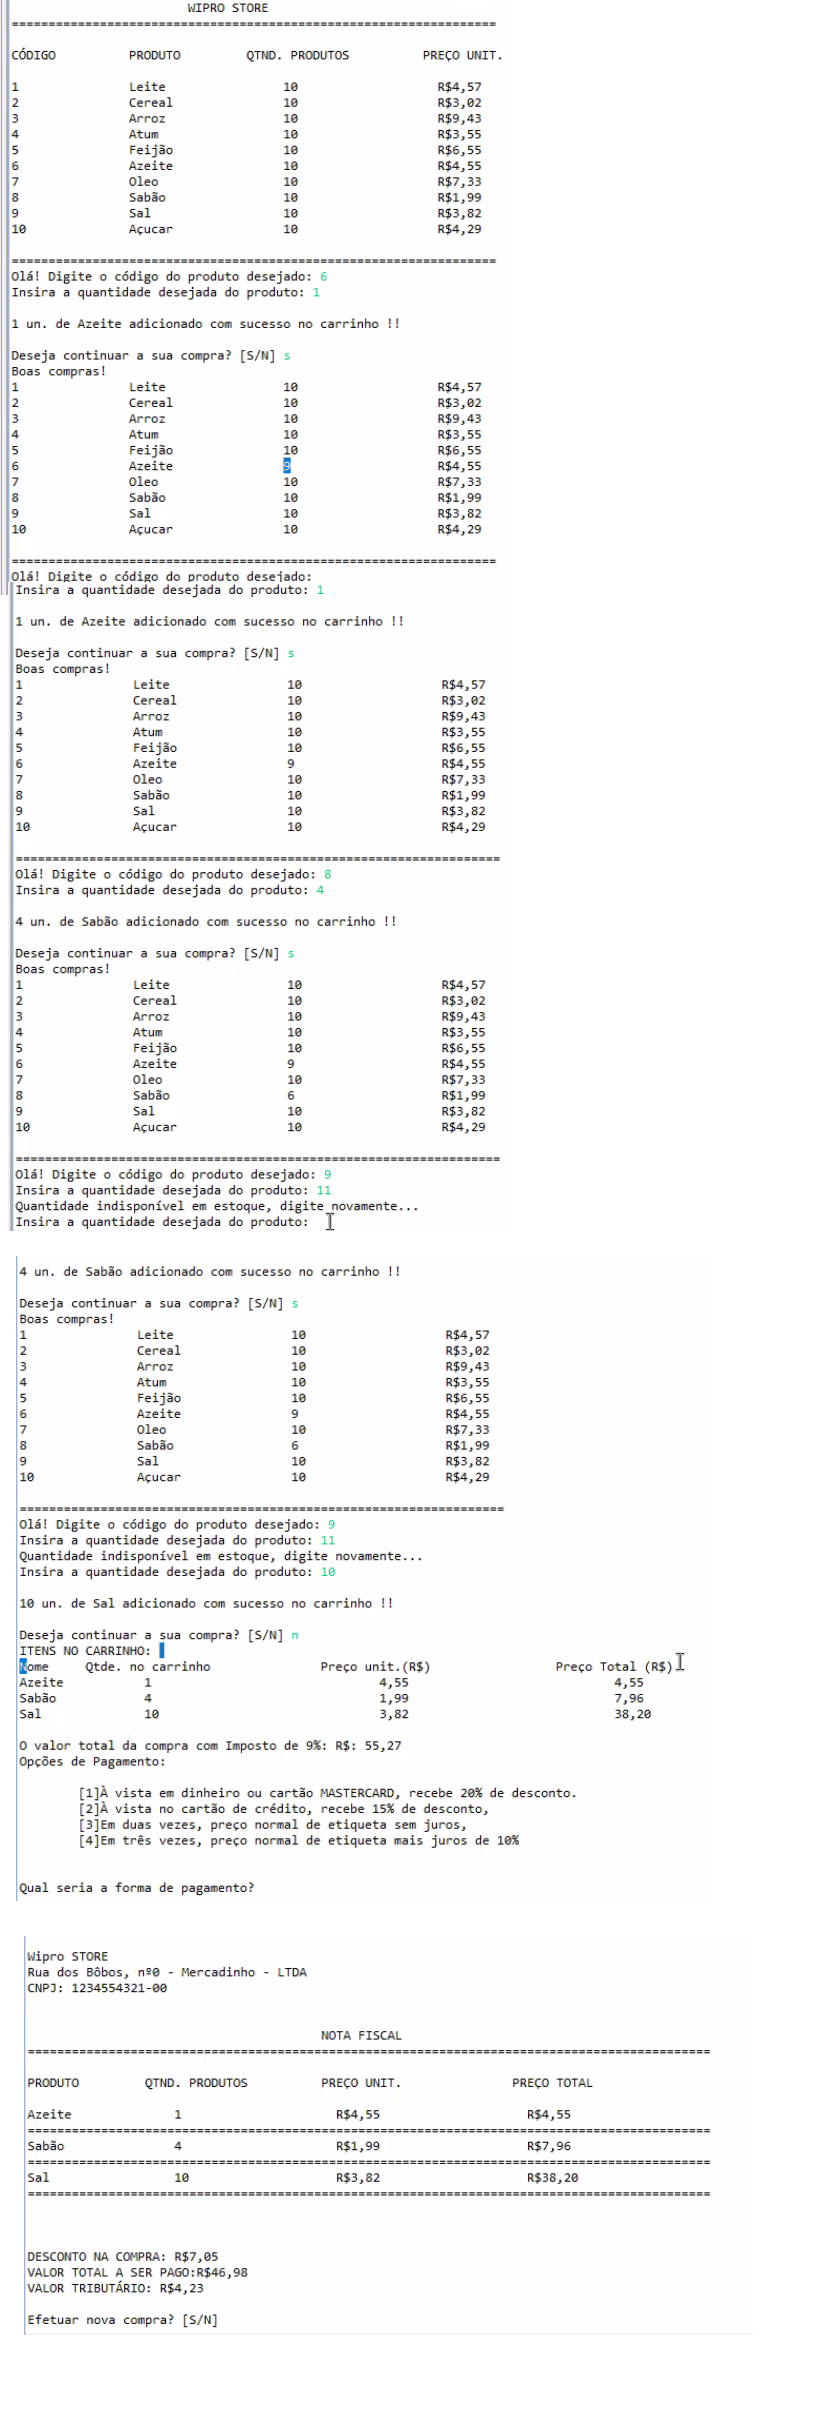 WIPRO STORE
==================================================================
CÓDIGO PRODUTO QTND. PRODUTOS PREÇO UNIT.
1 Leite 10 R$4,57
2 Cereal 10 R$3,02
3 Arroz 10 R$9,43
4 Atum 10 R$3,55
5 Feijão 10 R$6,55
6 Azeite 10 R$4,55
7 Oleo 10 R$7,33
8 Sabão 10 R$1,99
9 Sal 10 R$3,82
10 Açucar 10 R$4,29
==================================================================
Olá! Digite o código do produto desejado: 6
Insira a quantidade desejada do produto: 1
1 un. de Azeite adicionado com sucesso no carrinho !!
Deseja continuar a sua compra? [S/N] s
Boas compras!
1 Leite 10 R$4,57
2 Cereal 10 R$3,02
3 Arroz 10 R$9,43
4 Atum 10 R$3,55
5 Feijão 10 R$6,55
6 Azeite 9 R$4,55
7 Oleo 10 R$7,33
8 Sabão 10 R$1,99
9 Sal 10 R$3,82
10 Açucar 10 R$4,29
==================================================================
Olá! Digite o código do produto desejado:
Insira a quantidade desejada do produto: 1
1 un. de Azeite adicionado com sucesso no carrinho !!
Deseja continuar a sua compra? [S/N] s
Boas compras!
1 Leite 10 R$4,57
2 Cereal 10 R$3,02
3 Arroz 10 R$9,43
4 Atum 10 R$3,55
5 Feijão 10 R$6,55
6 Azeite 9 R$4,55
7 Oleo 10 R$7,33
8 Sabão 10 R$1,99
9 Sal 10 R$3,82
10 Açucar 10 R$4,29
==================================================================
Olá! Digite o código do produto desejado: 8
Insira a quantidade desejada do produto: 4
4 un. de Sabão adicionado com sucesso no carrinho !!
Deseja continuar a sua compra? [S/N] s
Boas compras!
1 Leite 10 R$4,57
2 Cereal 10 R$3,02
3 Arroz 10 R$9,43
4 Atum 10 R$3,55
5 Feijão 10 R$6,55
6 Azeite 9 R$4,55
7 Oleo 10 R$7,33
8 Sabão 6 R$1,99
9 Sal 10 R$3,82
10 Açucar 10 R$4,29
==================================================================
Olá! Digite o código do produto desejado: 9
Insira a quantidade desejada do produto: 11
Quantidade indisponível em estoque, digite novamente...
Insira a quantidade desejada do produto:
4 un. de Sabão adicionado com sucesso no carrinho !!
Deseja continuar a sua compra? [S/N] s
Boas compras!
1 Leite 10 R$4,57
2 Cereal 10 R$3,02
3 Arroz 10 R$9,43
4 Atum 10 R$3,55
5 Feijão 10 R$6,55
6 Azeite 9 R$4,55
7 Oleo 10 R$7,33
8 Sabão 6 R$1,99
9 Sal 10 R$3,82
10 Açucar 10 R$4,29
==================================================================
Olá! Digite o código do produto desejado: 9
Insira a quantidade desejada do produto: 11
Quantidade indisponível em estoque, digite novamente...
Insira a quantidade desejada do produto: 10
10 un. de Sal adicionado com sucesso no carrinho !!
Deseja continuar a sua compra? [S/N] n
ITENS NO CARRINHO:
Nome Qtde. no carrinho Preço unit.(R$) Preço Total (R$)
Azeite 1 4,55 4,55
Sabão 4 1,99 7,96
Sal 10 3,82 38,20
O valor total da compra com Imposto de 9%: R$: 55,27
Opções de Pagamento:
[1]À vista em dinheiro ou cartão MASTERCARD, recebe 20% de desconto.
[2]À vista no cartão de crédito, recebe 15% de desconto,
[3]Em duas vezes, preço normal de etiqueta sem juros,
[4]Em três vezes, preço normal de etiqueta mais juros de 10%
Qual seria a forma de pagamento?
Wipro STORE
Rua dos Bôbos, nº0 - Mercadinho - LTDA
CNPJ: 1234554321-00
NOTA FISCAL
=============================================================================================
PRODUTO QTND. PRODUTOS PREÇO UNIT. PREÇO TOTAL
Azeite 1 R$4,55 R$4,55
=============================================================================================
Sabão 4 R$1,99 R$7,96
=============================================================================================
Sal 10 R$3,82 R$38,20
=============================================================================================
DESCONTO NA COMPRA: R$7,05
VALOR TOTAL A SER PAGO:R$46,98
VALOR TRIBUTÁRIO: R$4,23
Efetuar nova compra? [S/N]